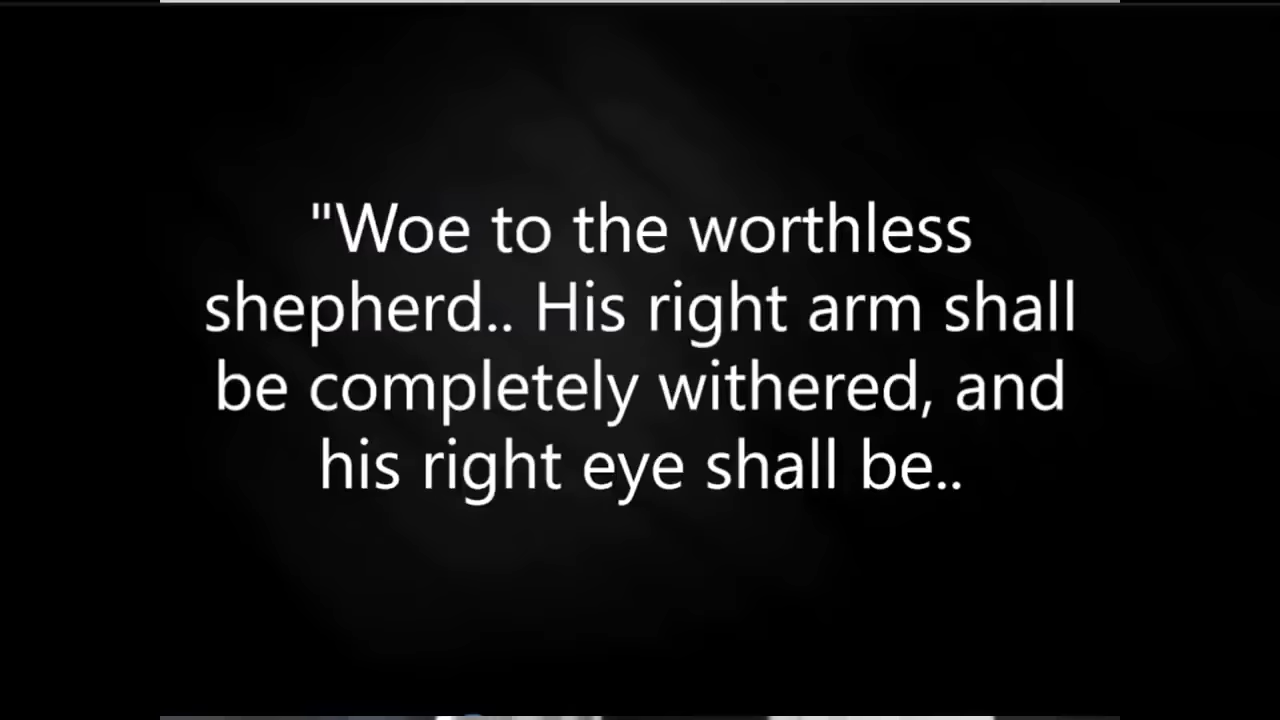 "Woe to the worthless
shepherd.. His right arm shall
be completely withered, and
his right eye shall be..